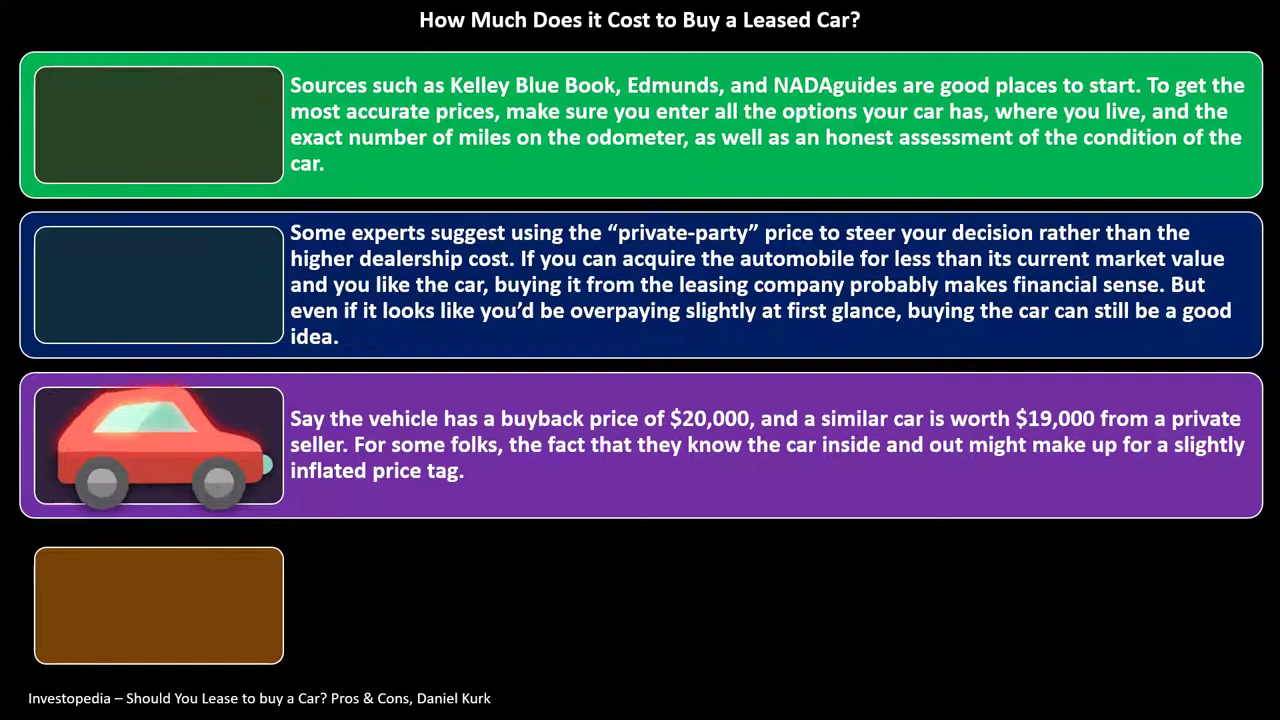 How Much Does it Cost to Buy a Leased Car?
Sources such as Kelley Blue Book, Edmunds, and NADAguides are good places to start. To get the
most accurate prices, make sure you enter all the options your car has, where you live, and the
exact number of miles on the odometer, as well as an honest assessment of the condition of the
car.
Some experts suggest using the “private-party” price to steer your decision rather than the
higher dealership cost. If you can acquire the automobile for less than its current market value
and you like the car, buying it from the leasing company probably makes financial sense. But
even if it looks like you’d be overpaying slightly at first glance, buying the car can still be a good
idea.
Say the vehicle has a buyback price of $20,000, and a similar car is worth $19,000 from a private
seller. For some folks, the fact that they know the car inside and out might make up for a slightly
inflated price tag.
Investopedia – Should You Lease to buy a Car? Pros & Cons, Daniel Kurk